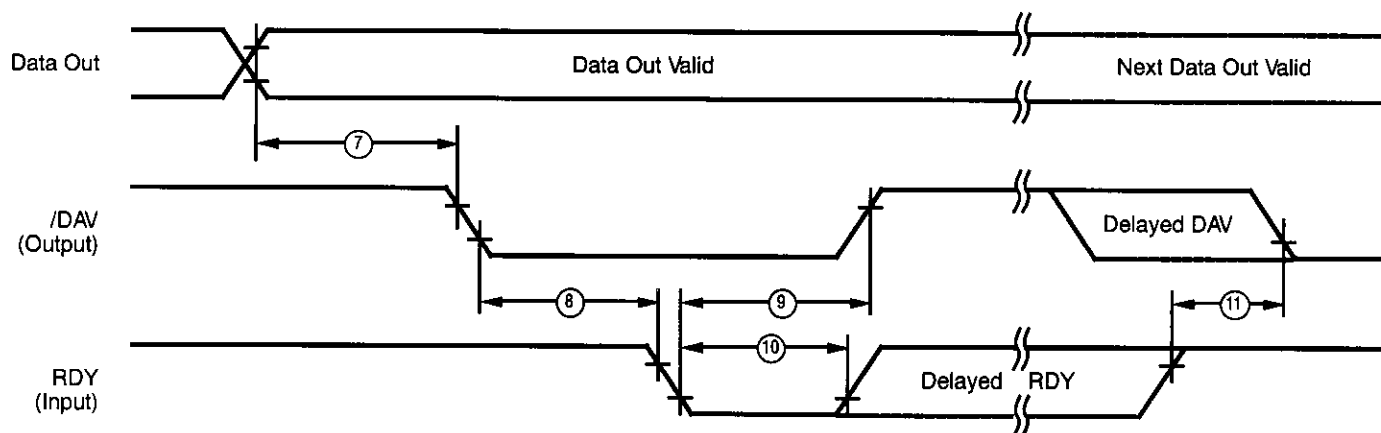 Data Out
Data Out Valid
Next Data Out Valid
7
/DAV
(Output)
Delayed DAV
8
9
11
10
RDY
(Input)
Delayed RDY